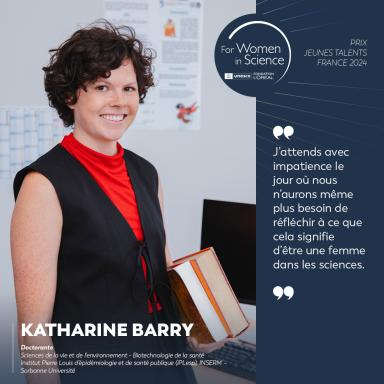 For Women
in Science
unesco
FONDATION
L'ORÉAL
PRIX
JEUNES TALENTS
FRANCE 2024
J'attends avec
impatience le
jour où nous
n'aurons même
plus besoin de
réfléchir à ce que
cela signifie
d'être une femme
dans les sciences.
KATHARINE BARRY
Doctorante
Sciences de la vie et de l'environnement - Biotechnologie de la santé
Institut Pierre Louis d'épidémiologie et de santé publique (iPLesp), INSERM –
Sorbonne Université